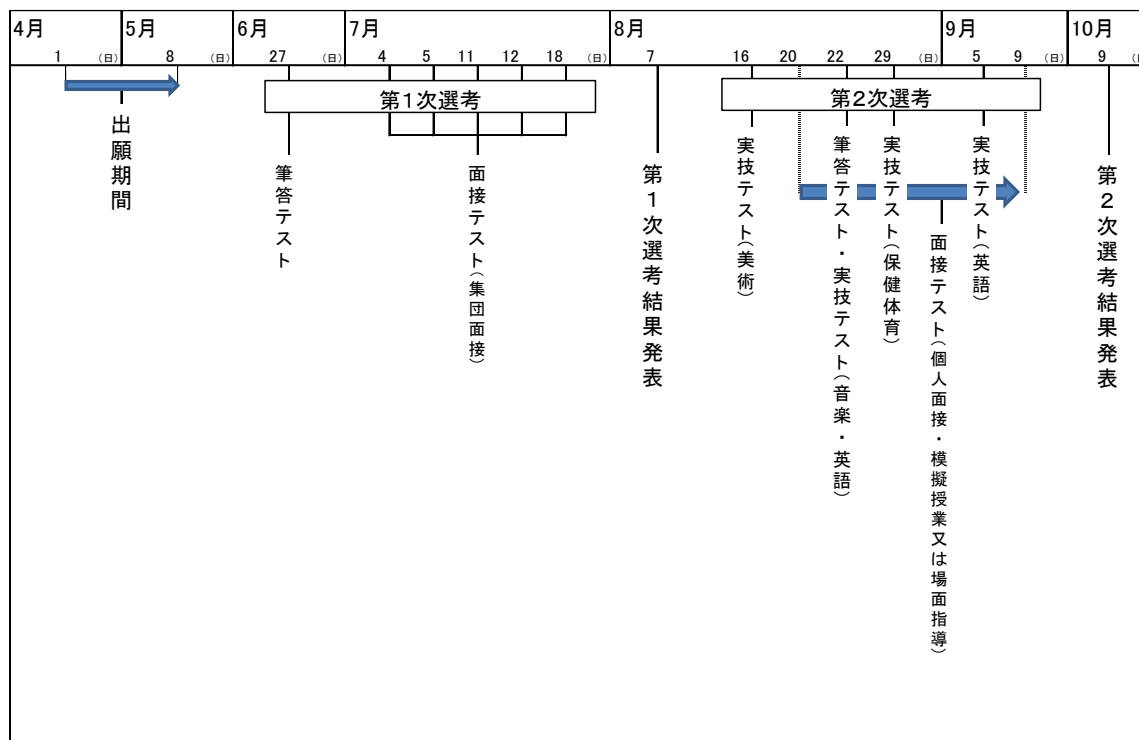 4月 5月 6月 7月 8月 9月 10月
1 (日) 8 (日) 27 (日) 4 5 11 12 18 (日) 7 16 20 22 29 (日) 5 9 (日) 9
第1次選考
第2次選考
出願期間
筆答テスト
面接テスト(集団面接)
第1次選考結果発表
実技テスト(美術)
筆答テスト・実技テスト(音楽・英語)
実技テスト(保健体育)
面接テスト(個人面接・模擬授業又は場面指導)
実技テスト(英語)
第2次選考結果発表